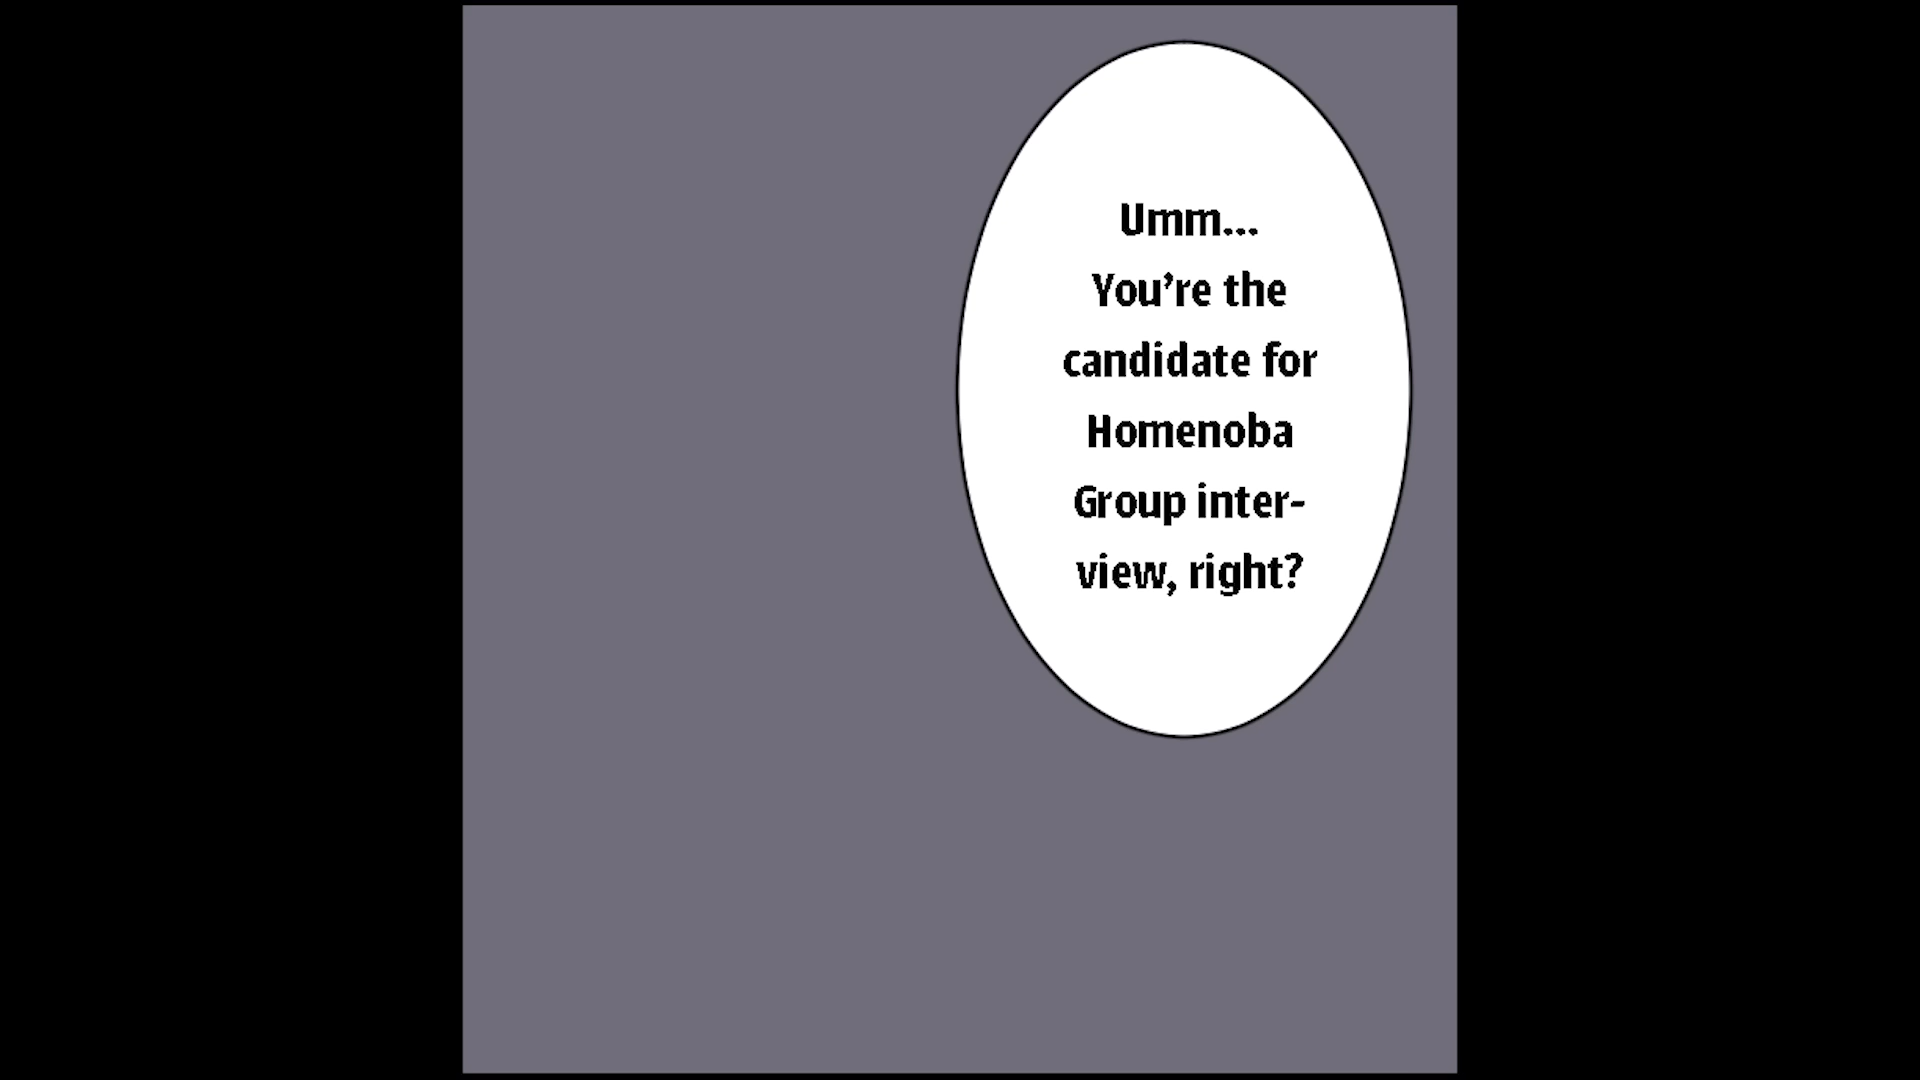 Umm...
You’re the
candidate for
Homenoba
Group inter-
view, right?